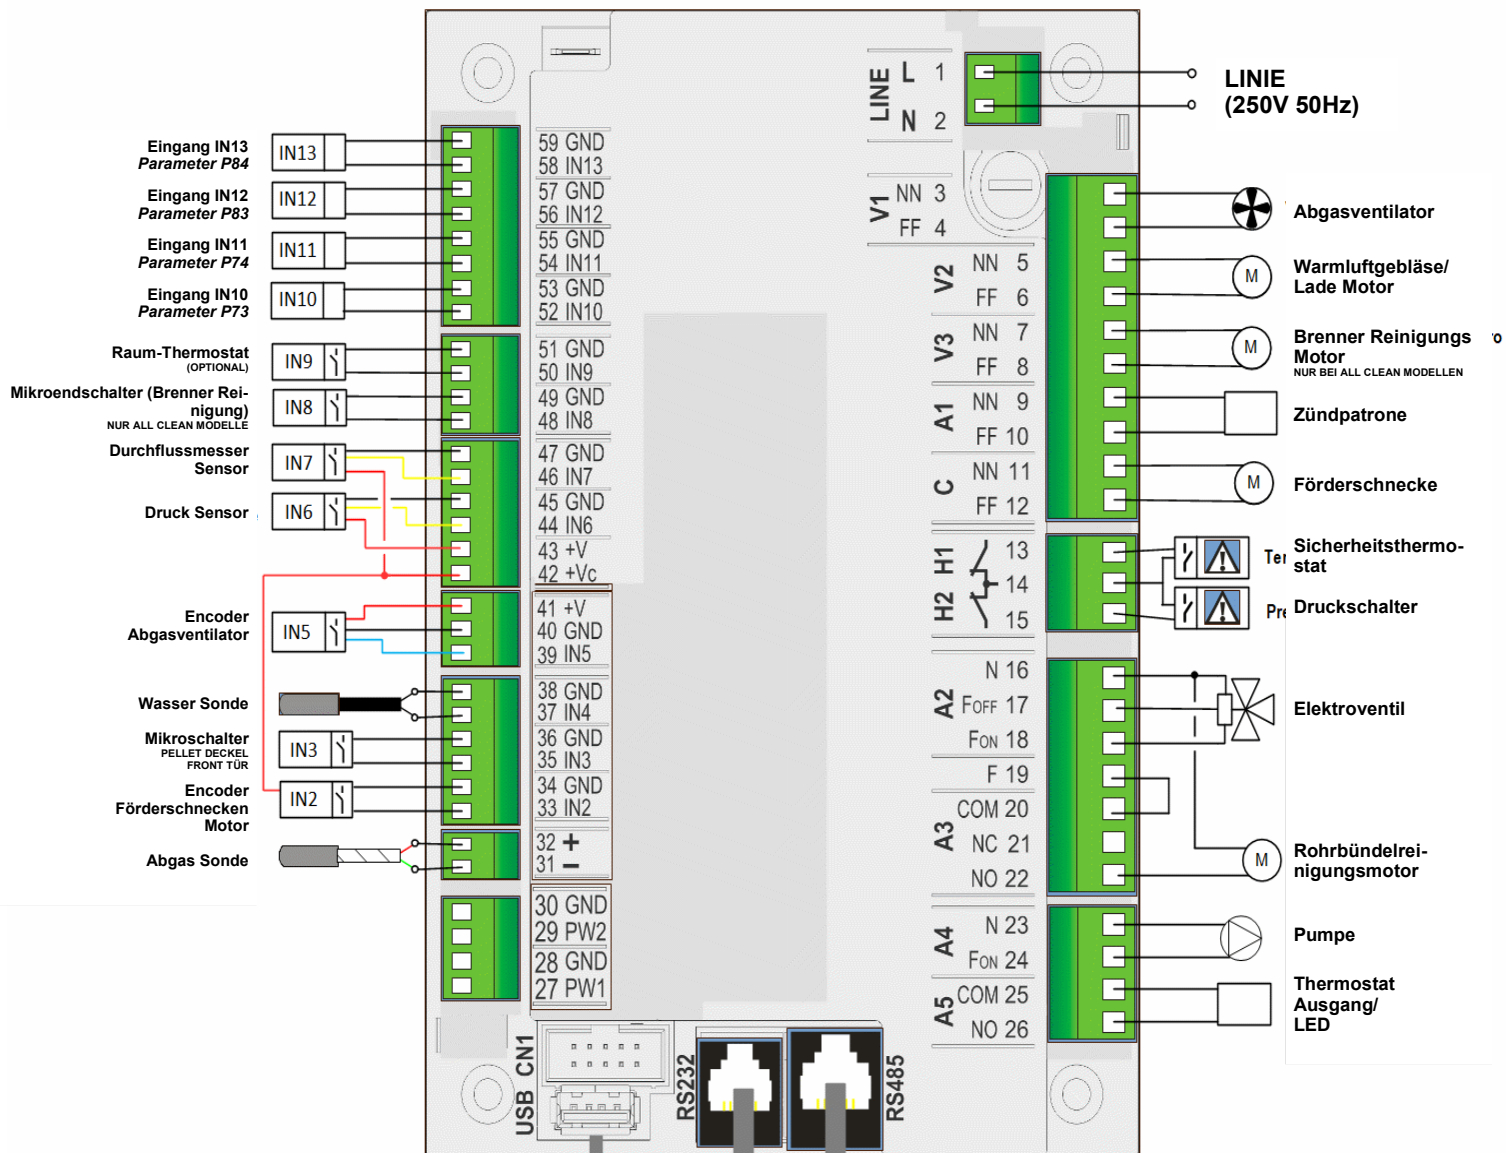 Eingang IN13
Parameter P84
IN13
Eingang IN12
Parameter P83
IN12
Eingang IN11
Parameter P74
IN11
Eingang IN10
Parameter P73
IN10
Raum-Thermostat
(OPTIONAL)
IN9
Mikroendschalter (Brenner Rei-
nigung)
NUR ALL CLEAN MODELLE
IN8
Durchflussmesser
Sensor
IN7
Druck Sensor
IN6
Encoder
Abgasventilator
IN5
Wasser Sonde
Mikroschalter
PELLET DECKEL
FRONT TÜR
IN3
Encoder
Förderschnecken
Motor
IN2
Abgas Sonde
59 GND
58 IN13
57 GND
56 IN12
55 GND
54 IN11
53 GND
52 IN10
51 GND
50 IN9
49 GND
48 IN8
47 GND
46 IN7
45 GND
44 IN6
43 +V
42 +Vc
41 +V
40 GND
39 IN5
38 GND
37 IN4
36 GND
35 IN3
34 GND
33 IN2
32 +
31 −
30 GND
29 PW2
28 GND
27 PW1
CN1
USB
RS232
RS485
LINE
L 1
N 2
V1
NN 3
FF 4
V2
NN 5
FF 6
V3
NN 7
FF 8
A1
NN 9
FF 10
C
NN 11
FF 12
H1
13
14
H2
15
A2
N 16
FOFF 17
FON 18
F 19
A3
COM 20
NC 21
NO 22
A4
N 23
FON 24
A5
COM 25
NO 26
LINIE
(250V 50Hz)
Abgasventilator
M
Warmluftgebläse/
Lade Motor
M
Brenner Reinigungs
Motor
NUR BEI ALL CLEAN MODELLEN
Zündpatrone
M
Förderschnecke
Sicherheitsthermo-
stat
Druckschalter
Elektroventil
M
Rohrbündelrei-
nigungsmotor
Pumpe
Thermostat
Ausgang/
LED